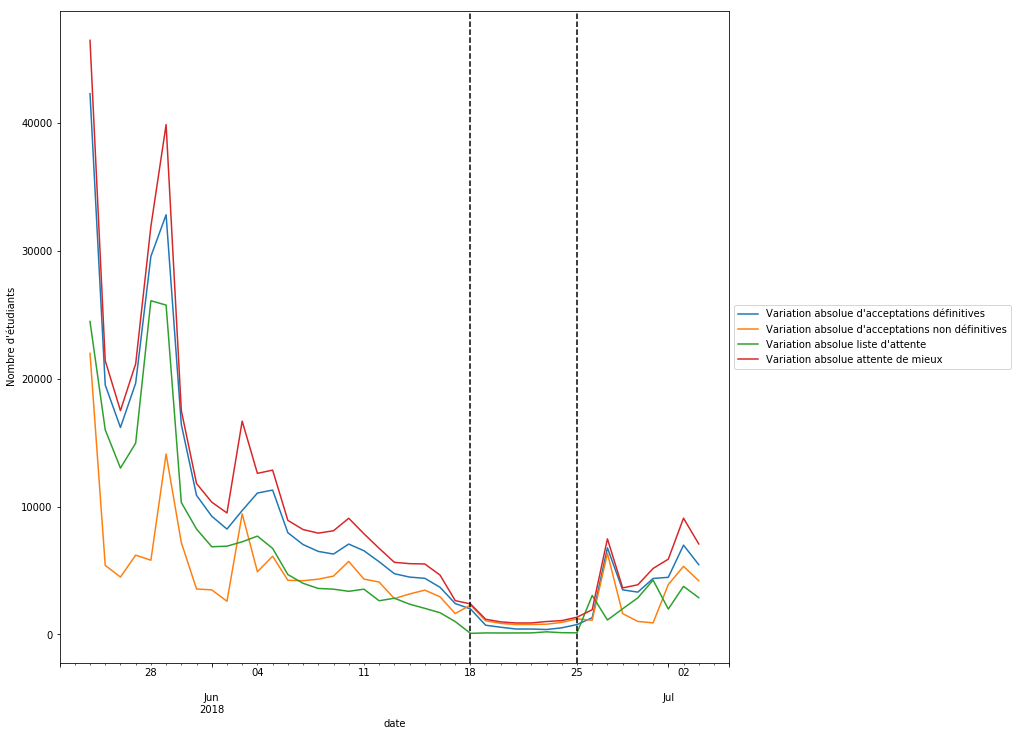 40000
30000
20000
10000
0
Nombre d'étudiants
28
04
11
18
25
02
Jun
2018
Jul
date
Variation absolue d'acceptations définitives
Variation absolue d'acceptations non définitives
Variation absolue liste d'attente
Variation absolue attente de mieux